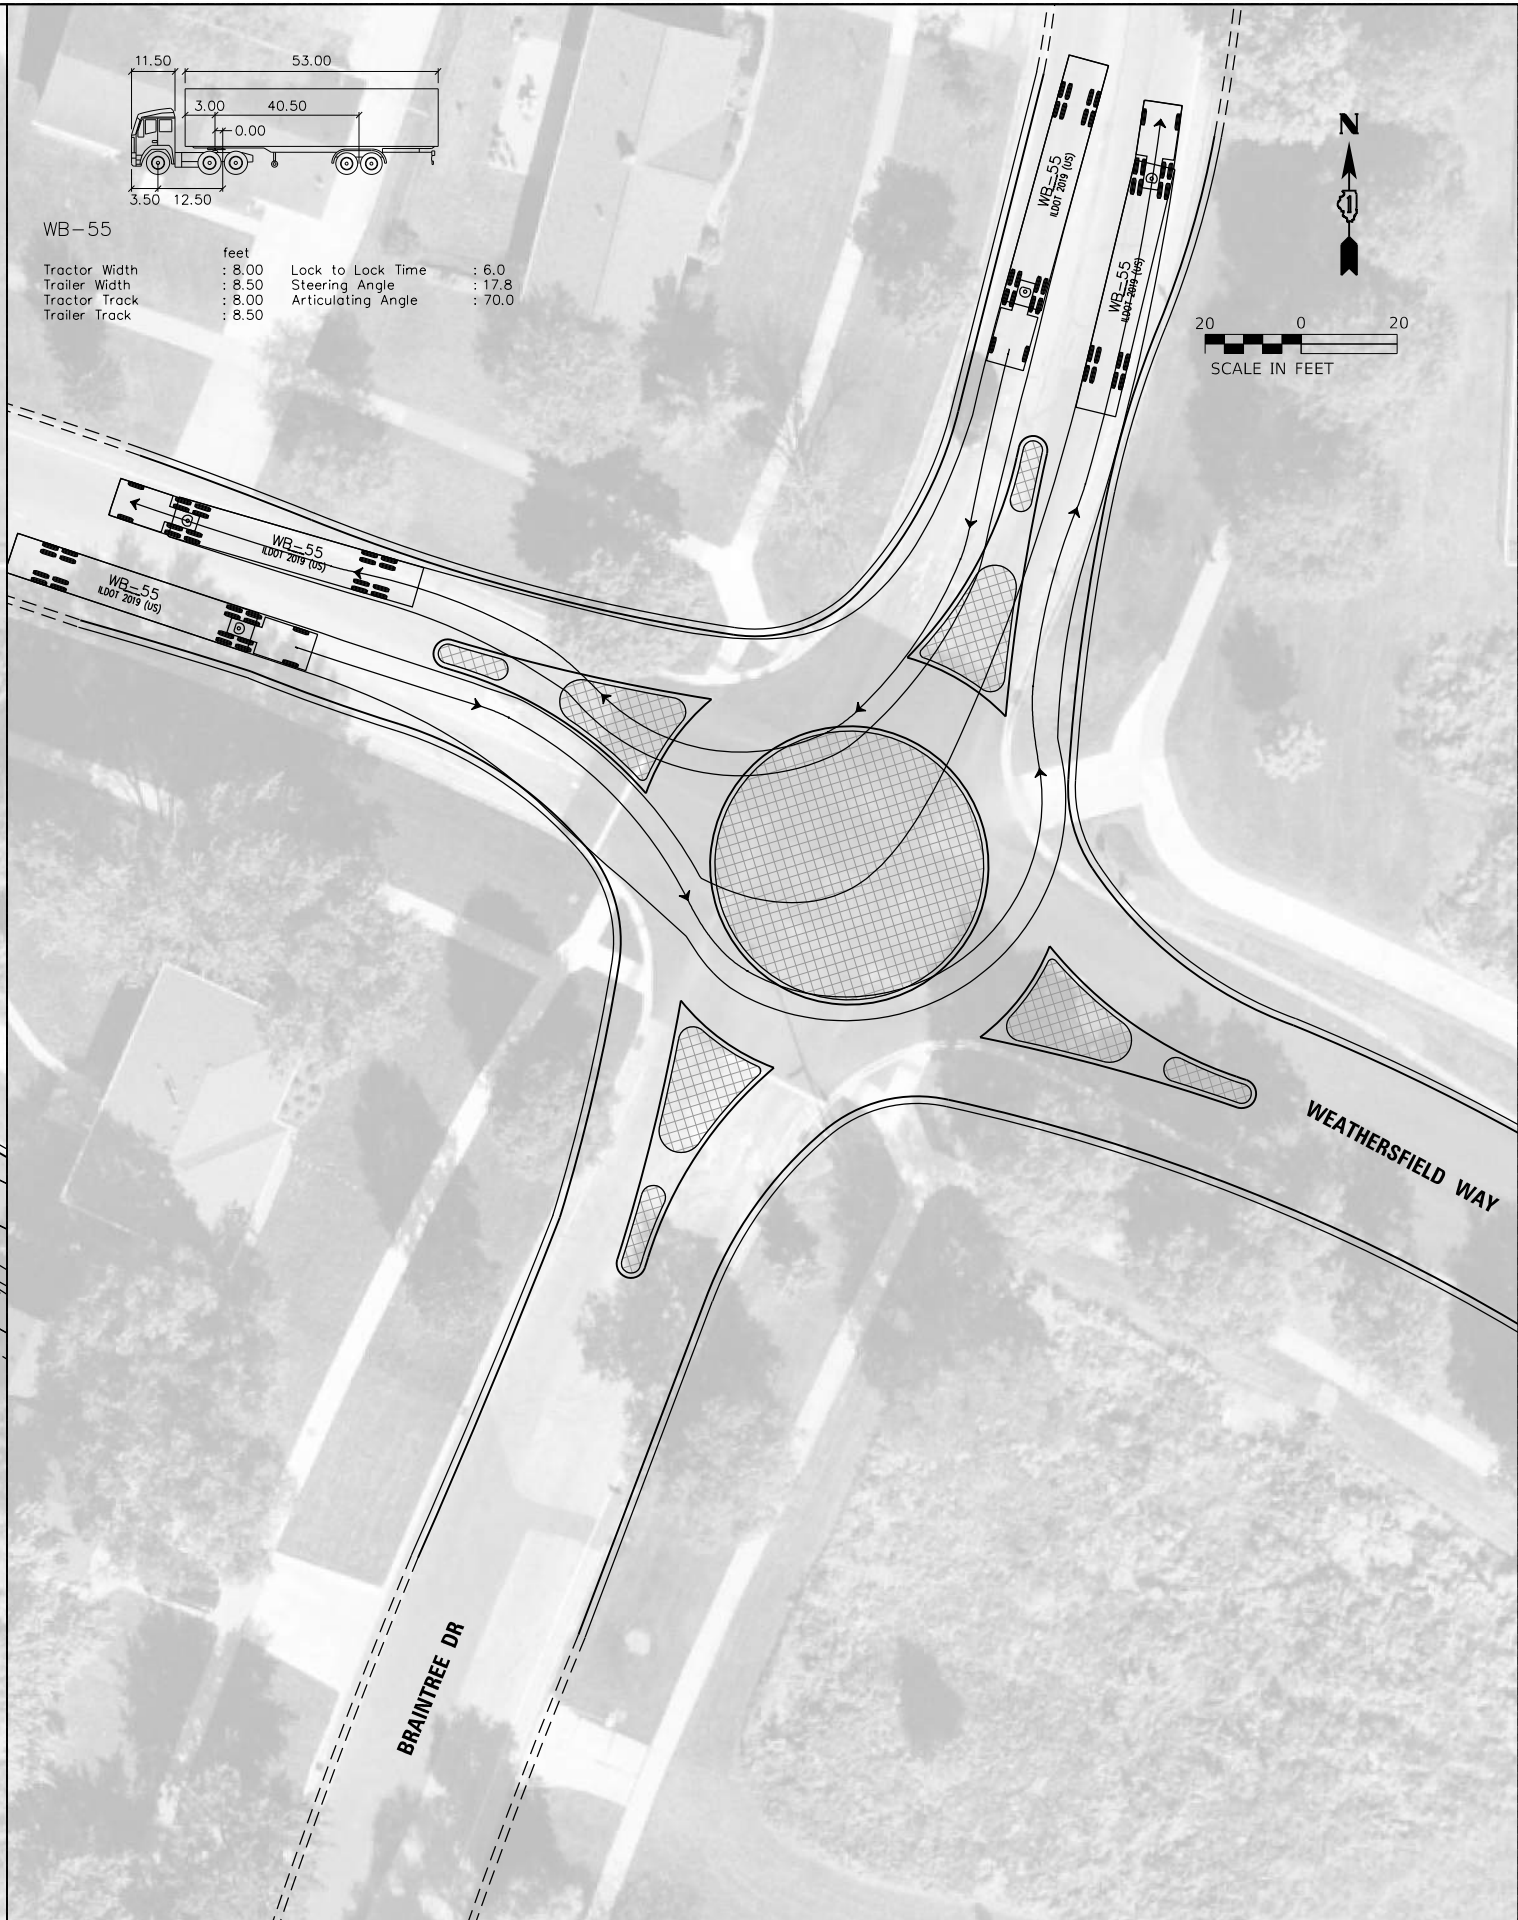 11.50 53.00
3.00 40.50
0.00
3.50 12.50
WB-55
feet
Tractor Width : 8.00 Lock to Lock Time : 6.0
Trailer Width : 8.50 Steering Angle : 17.8
Tractor Track : 8.00 Articulating Angle : 70.0
Trailer Track : 8.50
N
1
20 0 20
SCALE IN FEET
WB-55
ILDOT 2019 (US)
WB-55
ILDOT 2019 (US)
WB-55
ILDOT 2019 (US)
WB-55
ILDOT 2019 (US)
WEATHERSFIELD WAY
BRAINTREE DR